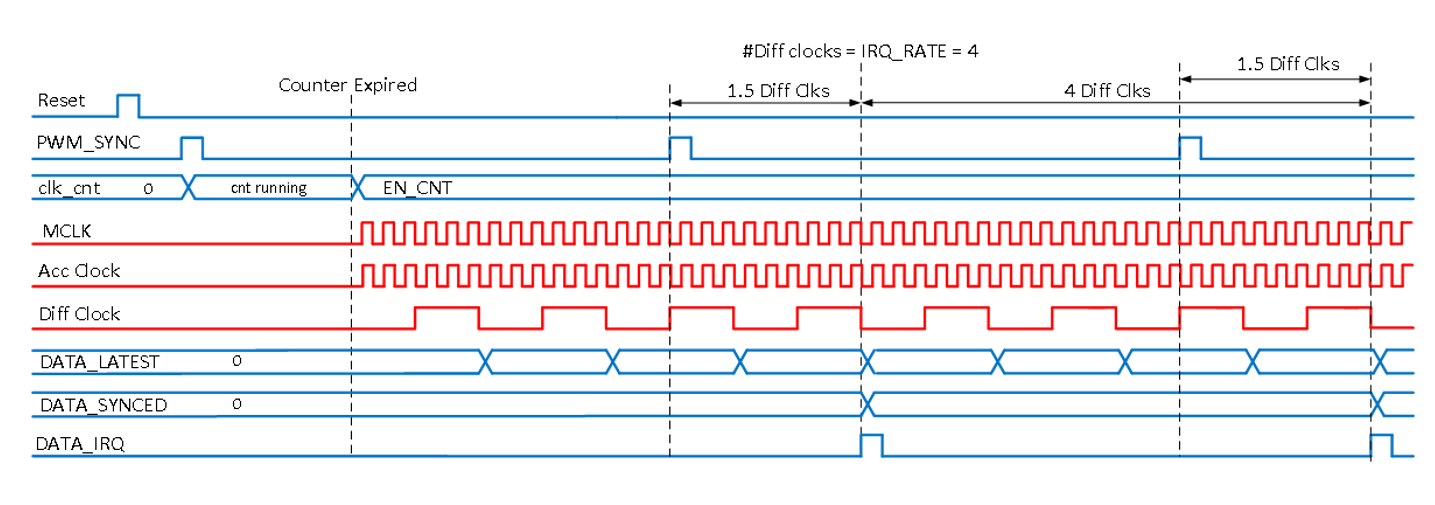 #Diff clocks = IRQ_RATE = 4
1.5 Diff Clks
Counter Expired
1.5 Diff Clks
4 Diff Clks
Reset
PWM_SYNC
clk_cnt 0 cnt running EN_CNT
MCLK
Acc Clock
Diff Clock
DATA_LATEST 0
DATA_SYNCED 0
DATA_IRQ